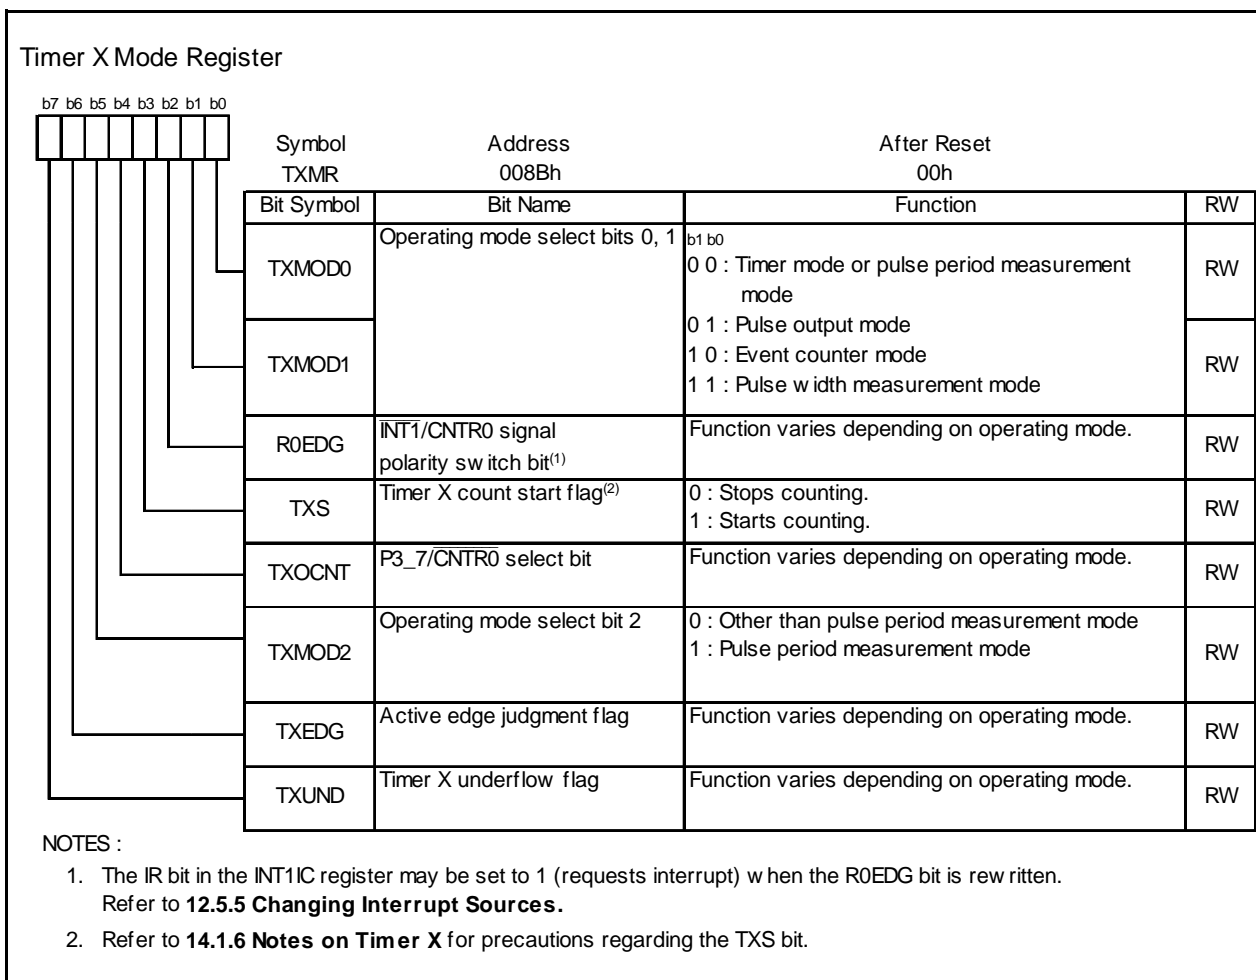 Timer X Mode Register
b7 b6 b5 b4 b3 b2 b1 b0
Symbol Address After Reset
TXMR 008Bh 00h
Bit Symbol Bit Name Function RW
TXMOD0 Operating mode select bits 0, 1 b1 b0
0 0 : Timer mode or pulse period measurement
mode RW
0 1 : Pulse output mode
TXMOD1 1 0 : Event counter mode RW
1 1 : Pulse width measurement mode
R0EDG INT1/CNTR0 signal
polarity switch bit(1) Function varies depending on operating mode. RW
TXS Timer X count start flag(2) 0 : Stops counting.
1 : Starts counting. RW
TXOCNT P3_7/CNTR0 select bit Function varies depending on operating mode. RW
TXMOD2 Operating mode select bit 2 0 : Other than pulse period measurement mode
1 : Pulse period measurement mode RW
TXEDG Active edge judgment flag Function varies depending on operating mode. RW
TXUND Timer X underflow flag Function varies depending on operating mode. RW
NOTES :
1. The IR bit in the INT1IC register may be set to 1 (requests interrupt) when the R0EDG bit is rewritten.
Refer to 12.5.5 Changing Interrupt Sources.
2. Refer to 14.1.6 Notes on Timer X for precautions regarding the TXS bit.